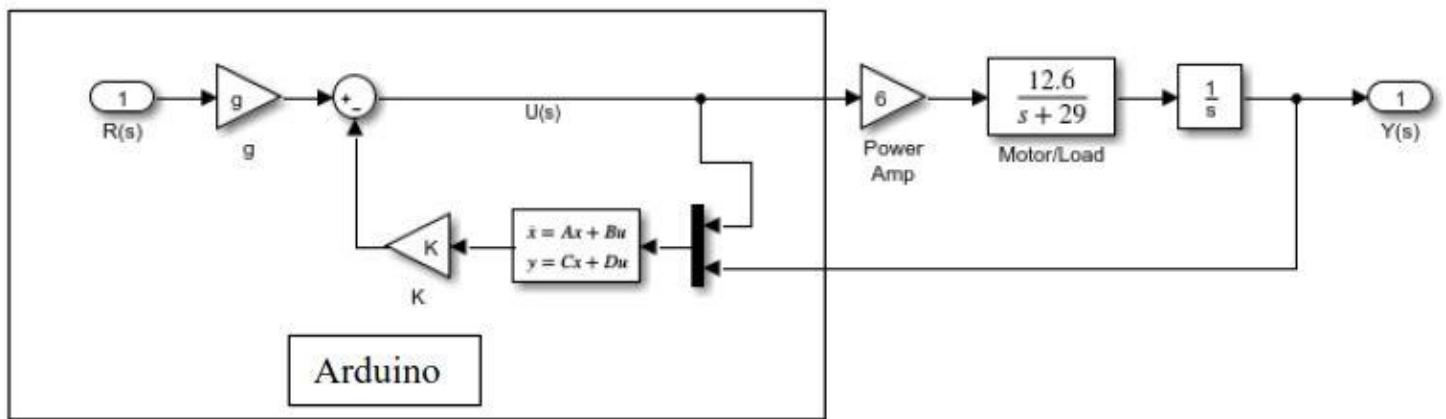 1
R(s)
g
g
+
−
U(s)
6
Power
Amp
12.6
s + 29
Motor/Load
1
s
1
Y(s)
K
K
ẋ = Ax + Bu
y = Cx + Du
Arduino